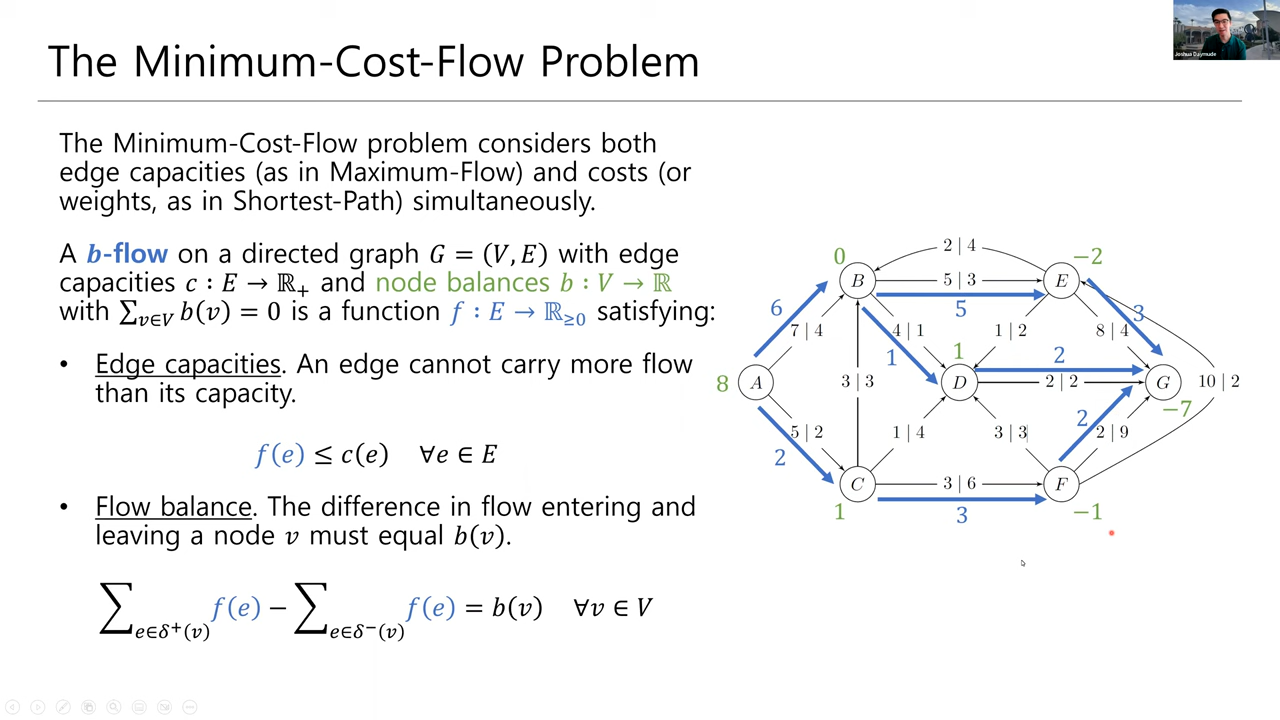 Joshua Daymude
The Minimum-Cost-Flow Problem
The Minimum-Cost-Flow problem considers both
edge capacities (as in Maximum-Flow) and costs (or
weights, as in Shortest-Path) simultaneously.
A b-flow on a directed graph G = (V, E) with edge
capacities c : E → ℝ₊ and node balances b : V → ℝ
with ∑_{v∈V} b(v) = 0 is a function f : E → ℝ_{≥0} satisfying:
• Edge capacities. An edge cannot carry more flow
than its capacity.
f(e) ≤ c(e) ∀e ∈ E
• Flow balance. The difference in flow entering and
leaving a node v must equal b(v).
∑_{e∈δ⁺(v)} f(e) − ∑_{e∈δ⁻(v)} f(e) = b(v) ∀v ∈ V
2 | 4
0
−2
B
5 | 3
E
6
5
3
7 | 4
4 | 1
1 | 2
8 | 4
1
1
2
8
A
3 | 3
D
2 | 2
G
10 | 2
−7
2
5 | 2
1 | 4
3 | 3
2 | 9
2
C
3 | 6
F
1
3
−1